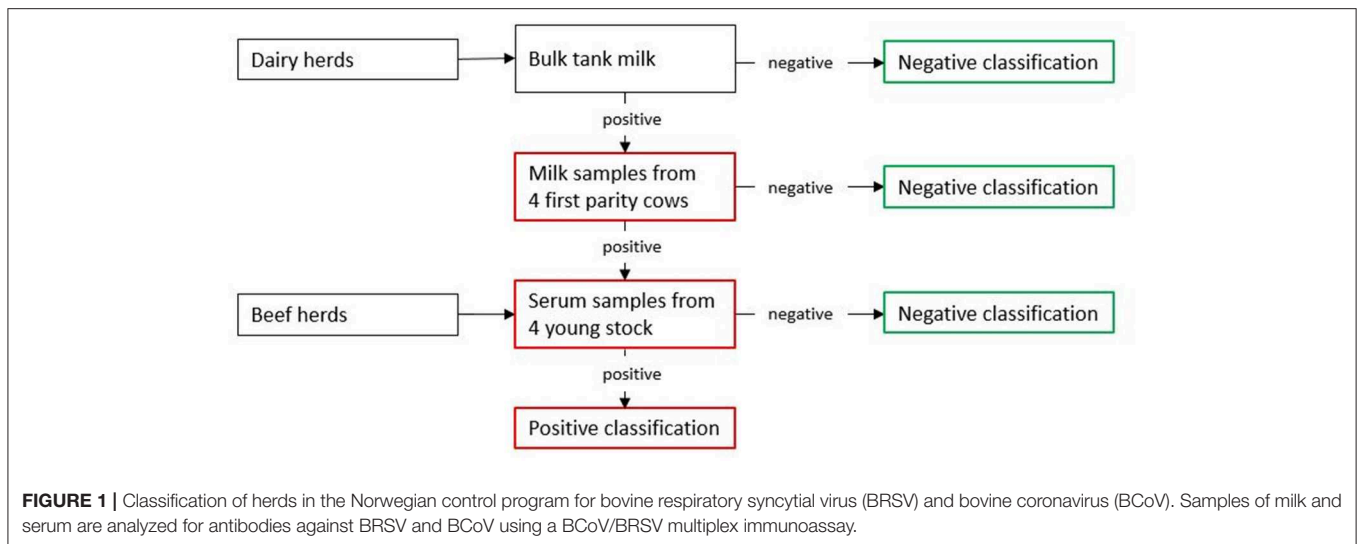 Dairy herds
Bulk tank milk
negative
Negative classification
positive
Milk samples from
4 first parity cows
negative
Negative classification
positive
Beef herds
Serum samples from
4 young stock
negative
Negative classification
positive
Positive classification
FIGURE 1 | Classification of herds in the Norwegian control program for bovine respiratory syncytial virus (BRSV) and bovine coronavirus (BCoV). Samples of milk and
serum are analyzed for antibodies against BRSV and BCoV using a BCoV/BRSV multiplex immunoassay.